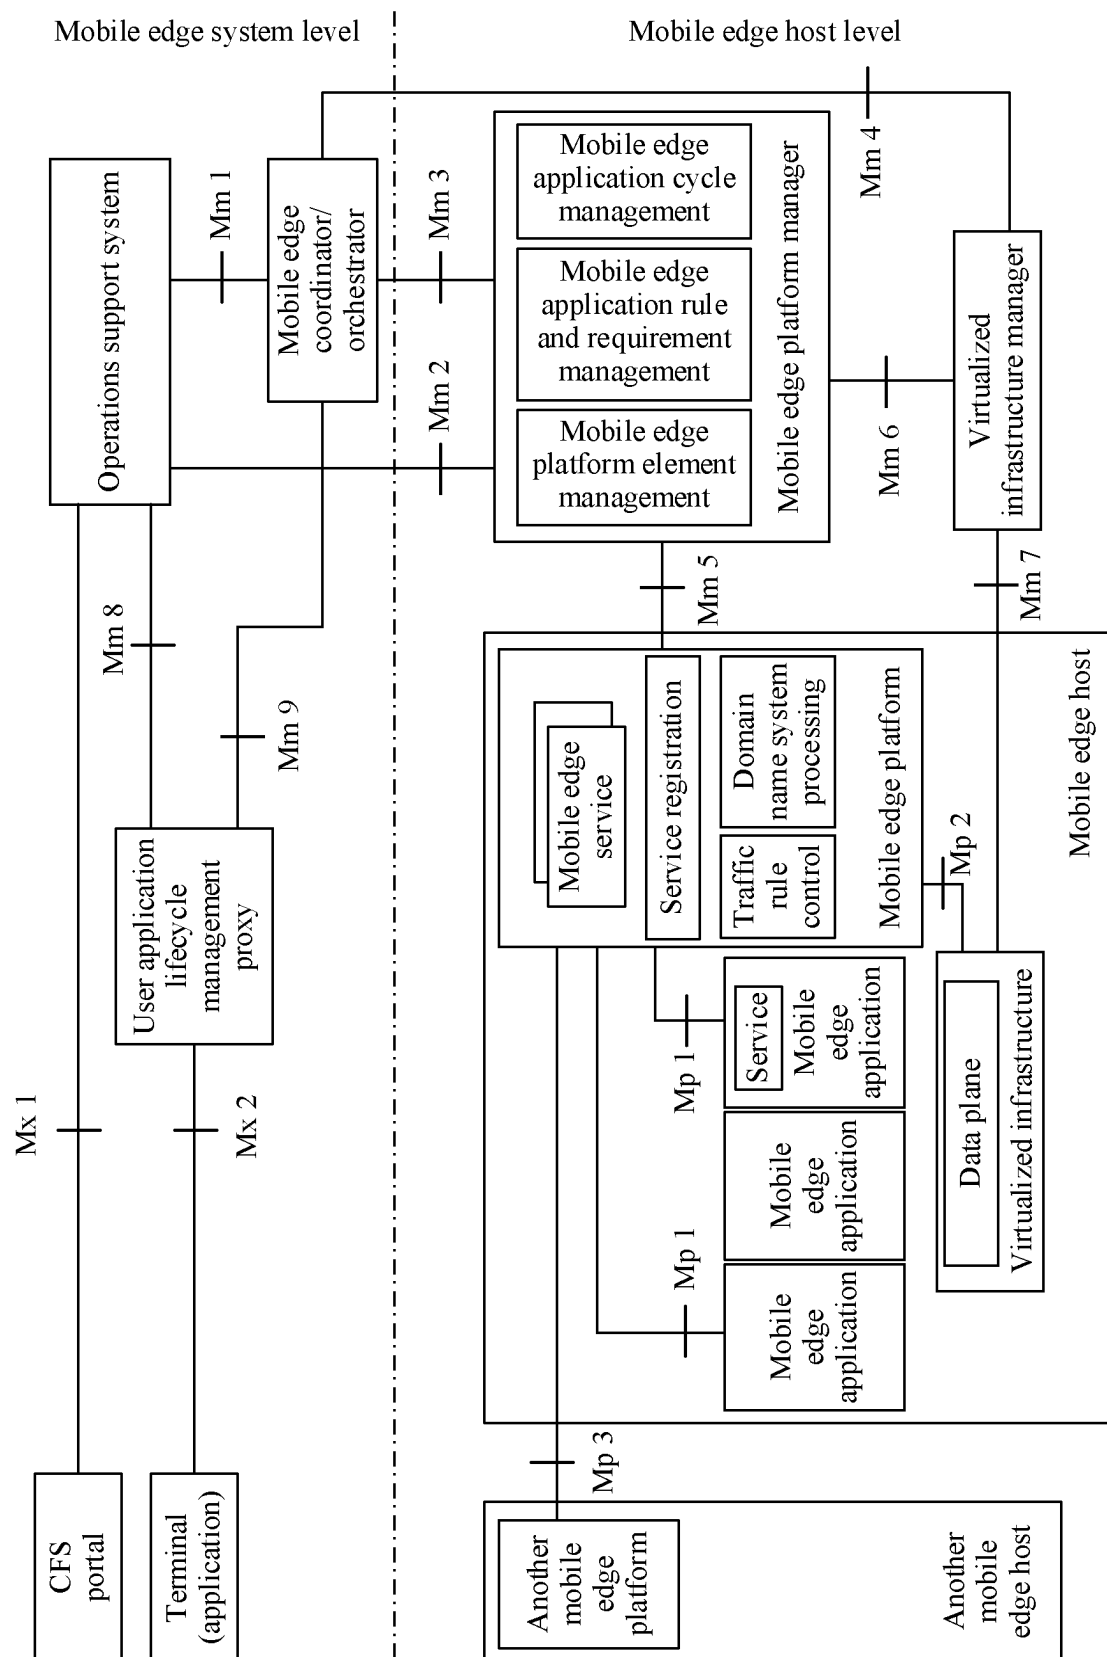 Mobile edge system level
Mobile edge host level
Operations support system
Mm 1
Mobile edge
coordinator/
orchestrator
Mm 3
Mm 2
Mobile edge
application cycle
management
Mobile edge
application rule
and requirement
management
Mobile edge
platform element
management
Mobile edge platform manager
Mm 4
Mm 6
Virtualized
infrastructure manager
Mm 8
Mm 9
Mm 5
Mm 7
User application
lifecycle
management
proxy
Mobile edge
service
Service registration
Domain
name system
processing
Traffic
rule
control
Mobile edge platform
Mobile edge host
Mp 2
Mx 1
Mx 2
Mp 1
Service
Mobile
edge
application
Mobile
edge
application
Mp 1
Mobile
edge
application
Data plane
Virtualized infrastructure
Mp 3
CFS
portal
Terminal
(application)
Another
mobile
edge
platform
Another
mobile
edge host